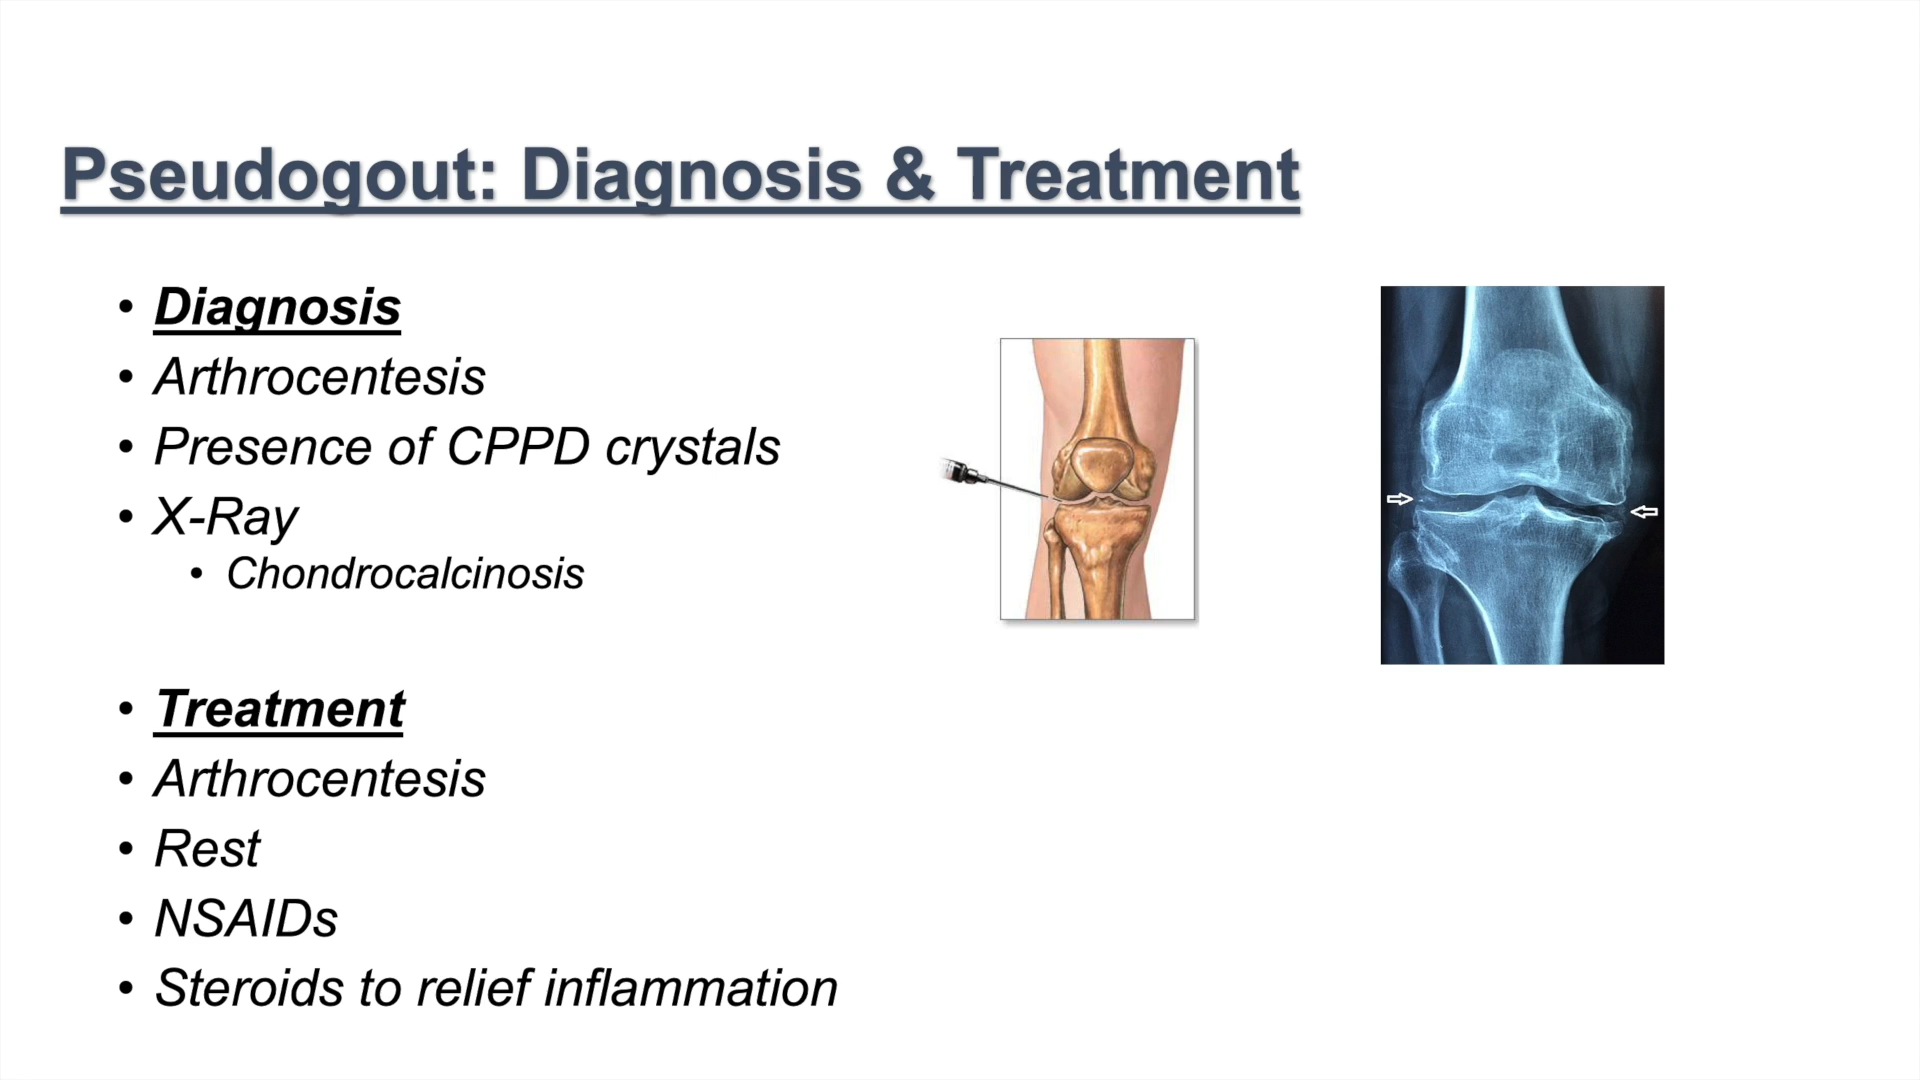 Pseudogout: Diagnosis & Treatment
• Diagnosis
• Arthrocentesis
• Presence of CPPD crystals
• X-Ray
• Chondrocalcinosis
• Treatment
• Arthrocentesis
• Rest
• NSAIDs
• Steroids to relief inflammation